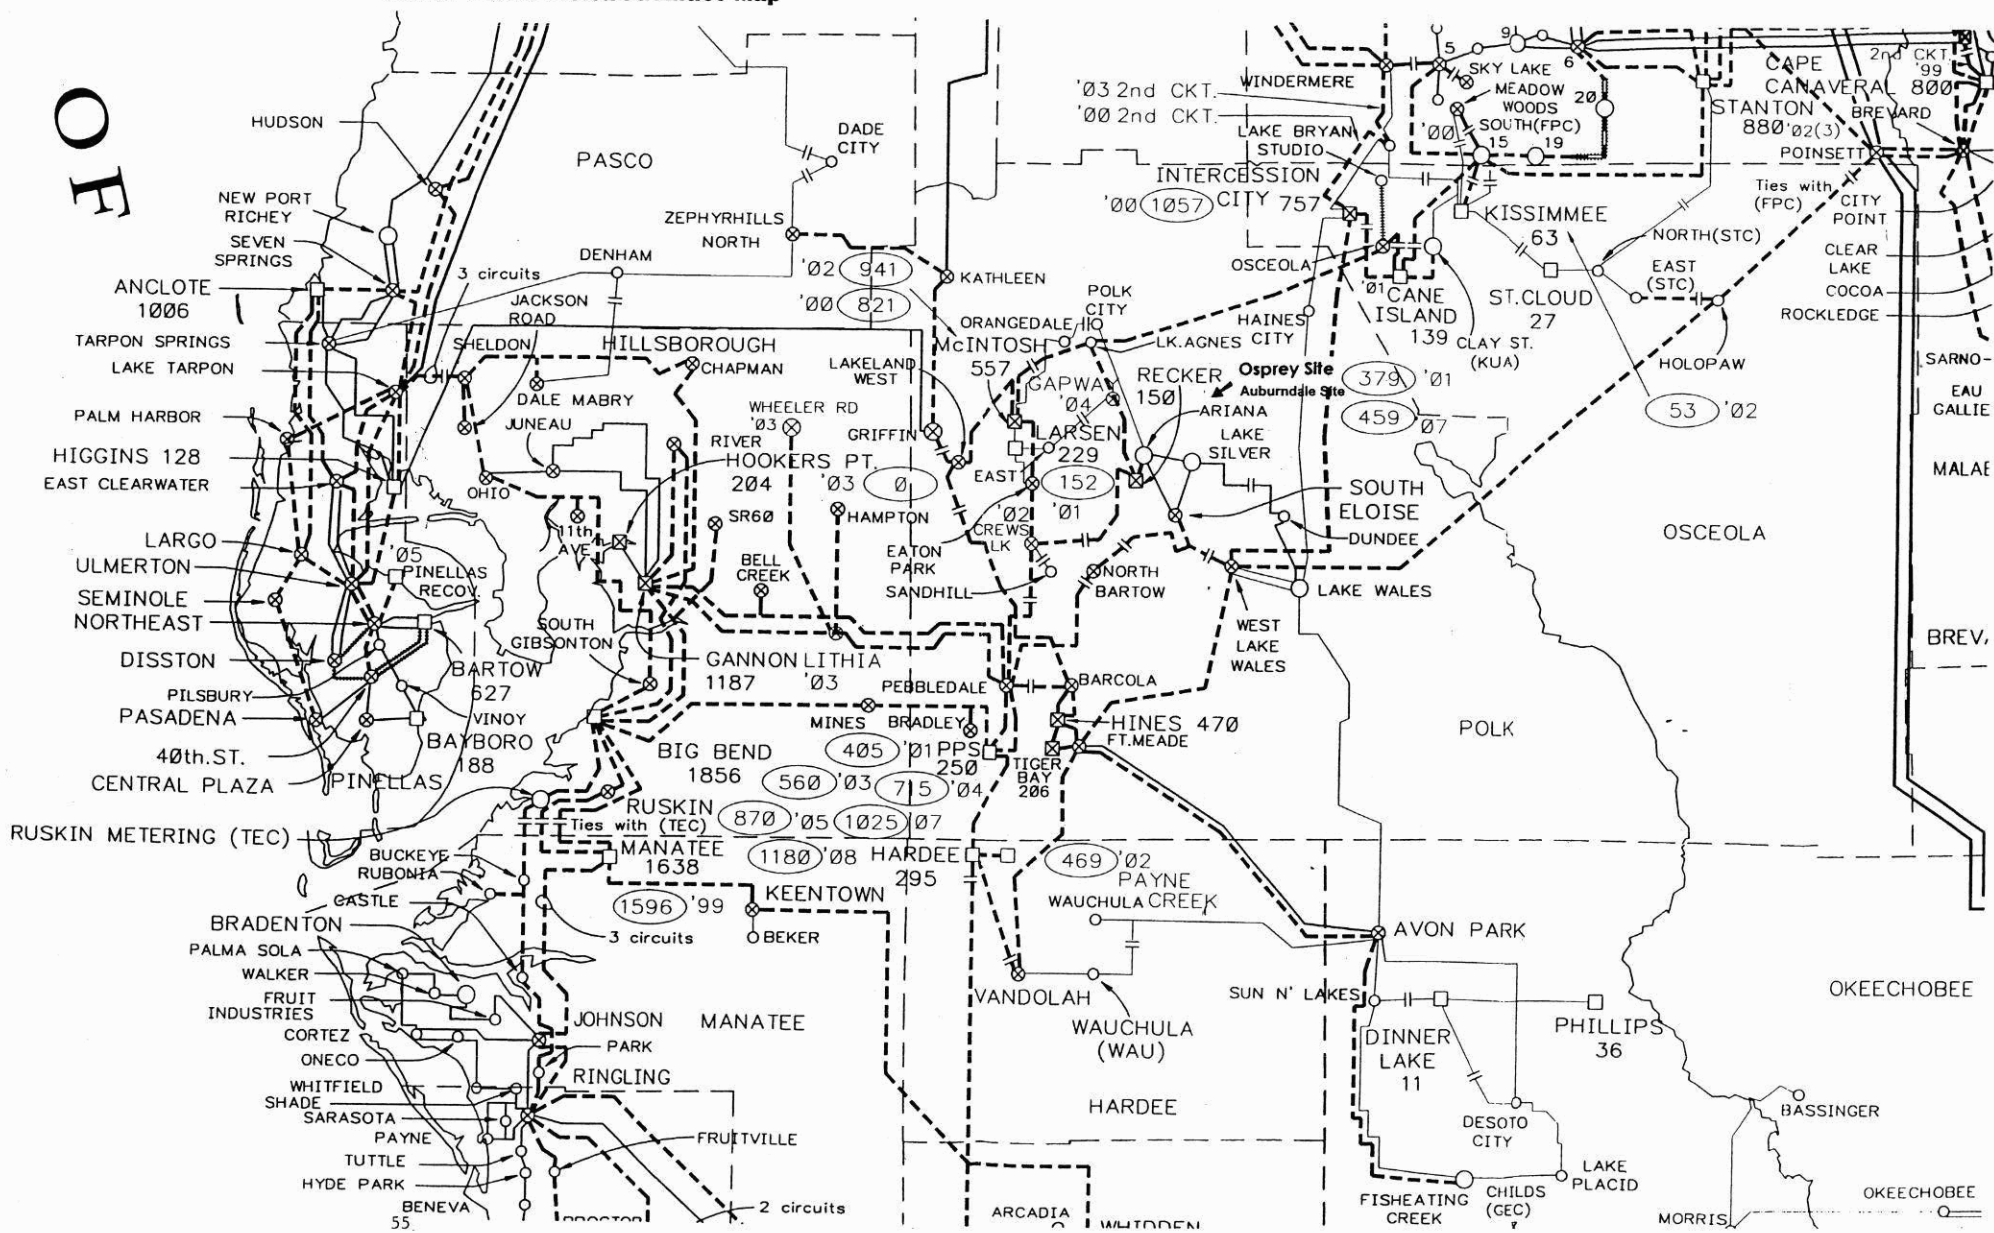 OF
HUDSON
NEW PORT
RICHEY
SEVEN
SPRINGS
ANCLOTE
1006
TARPON SPRINGS
LAKE TARPON
PALM HARBOR
HIGGINS 128
EAST CLEARWATER
LARGO
ULMERTON
SEMINOLE
NORTHEAST
DISSTON
PILSBURY
PASADENA
40th.ST.
CENTRAL PLAZA
RUSKIN METERING (TEC)
PINELLAS
'05
PINELLAS
RECOV.
BARTOW
627
VINOY
BAYBORO
188
PASCO
DADE
CITY
ZEPHYRHILLS
NORTH
DENHAM
3 circuits
JACKSON
ROAD
SHELDON
HILLSBOROUGH
CHAPMAN
DALE MABRY
JUNEAU
OHIO
11th
AVE
WHEELER RD
'03
RIVER
HOOKERS PT.
204
SR60
BELL
CREEK
HAMPTON
'03 0
SOUTH
GIBSONTON
GANNON
1187
LITHIA
'03
'02 941
'00 821
KATHLEEN
ORANGEDALE
POLK
CITY
McINTOSH
557
LK.AGNES
LAKELAND
WEST
GRIFFIN
GAPWAY
'04
RECKER
150
Osprey Site
Auburndale Site
ARIANA
LAKE
SILVER
LARSEN
229
EAST
152
'01
'02
CREWS
LK
EATON
PARK
SANDHILL
NORTH
BARTOW
SOUTH
ELOISE
DUNDEE
LAKE WALES
WEST
LAKE
WALES
HAINES
CITY
379 '01
459 '07
'03 2nd CKT.
'00 2nd CKT.
WINDERMERE
LAKE BRYAN
STUDIO
INTERCESSION
CITY 757
'00 1057
OSCEOLA
5
9
6
SKY LAKE
MEADOW
WOODS
SOUTH(FPC)
'00
15
19
20
KISSIMMEE
63
'01
CANE
ISLAND
139
CLAY ST.
(KUA)
ST.CLOUD
27
NORTH(STC)
EAST
(STC)
HOLOPAW
53 '02
STANTON
880 '02(3)
CAPE
CANAVERAL 800
2nd CKT
'99
BREVARD
POINSETT
Ties with
(FPC)
CITY
POINT
CLEAR
LAKE
COCOA
ROCKLEDGE
SARNO-
EAU
GALLIE
MALAB
OSCEOLA
BREV.
POLK
PEBBLEDALE
BARCOLA
HINES 470
FT.MEADE
MINES
BRADLEY
PPS
250
TIGER
BAY
206
BIG BEND
1856
405 '01
560 '03
715 '04
870 '05
1025 '07
1180 '08
RUSKIN
Ties with (TEC)
MANATEE
1638
1596 '99
HARDEE
295
469 '02
PAYNE
CREEK
WAUCHULA
KEENTOWN
BEKER
BUCKEYE
RUBONIA
CASTLE
BRADENTON
PALMA SOLA
WALKER
FRUIT
INDUSTRIES
CORTEZ
ONECO
WHITFIELD
SHADE
SARASOTA
PAYNE
TUTTLE
HYDE PARK
BENEVA
55
3 circuits
JOHNSON
PARK
MANATEE
RINGLING
FRUITVILLE
2 circuits
VANDOLAH
WAUCHULA
(WAU)
HARDEE
ARCADIA
WHIDDEN
AVON PARK
SUN N' LAKES
DINNER
LAKE
11
PHILLIPS
36
DESOTO
CITY
LAKE
PLACID
FISHEATING
CREEK
CHILDS
(GEC)
OKEECHOBEE
BASSINGER
MORRIS
OKEECHOBEE